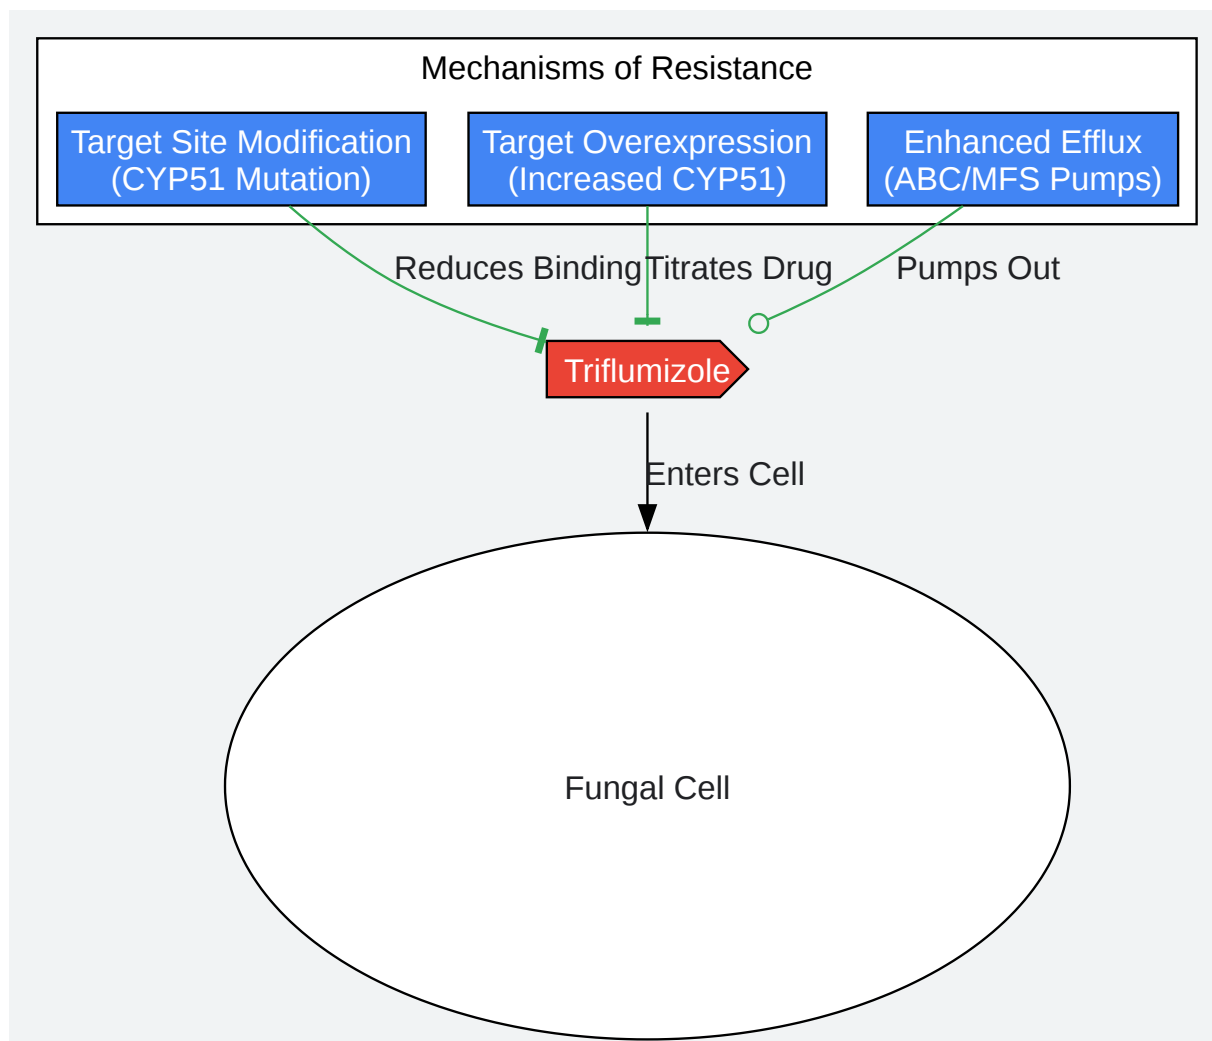 Mechanisms of Resistance
Target Site Modification
(CYP51 Mutation)
Target Overexpression
(Increased CYP51)
Enhanced Efflux
(ABC/MFS Pumps)
Reduces Binding
Titrates Drug
Pumps Out
Triflumizole
Enters Cell
Fungal Cell